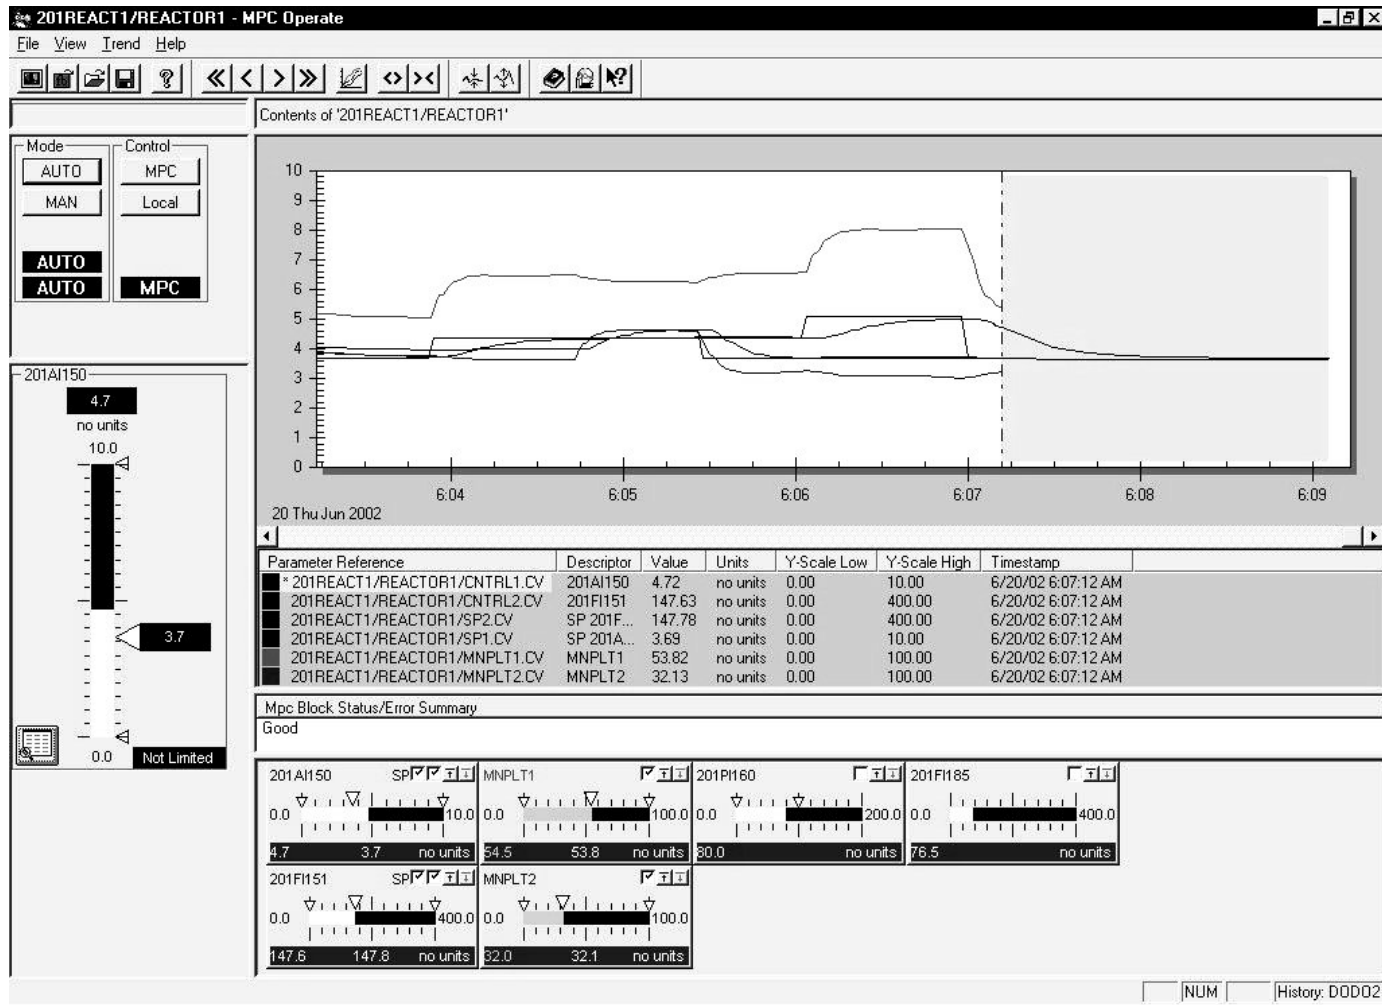 201REACT1/REACTOR1 - MPC Operate
File View Trend Help
Contents of '201REACT1/REACTOR1'
Mode Control
AUTO MPC
MAN Local
AUTO
AUTO MPC
201AI150
4.7
no units
10.0
3.7
0.0 Not Limited
10
9
8
7
6
5
4
3
2
1
0
6:04 6:05 6:06 6:07 6:08 6:09
20 Thu Jun 2002
Parameter Reference Descriptor Value Units Y-Scale Low Y-Scale High Timestamp
* 201REACT1/REACTOR1/CNTRL1.CV 201AI150 4.72 no units 0.00 10.00 6/20/02 6:07:12 AM
201REACT1/REACTOR1/CNTRL2.CV 201FI151 147.63 no units 0.00 400.00 6/20/02 6:07:12 AM
201REACT1/REACTOR1/SP2.CV SP 201F... 147.78 no units 0.00 400.00 6/20/02 6:07:12 AM
201REACT1/REACTOR1/SP1.CV SP 201A... 3.69 no units 0.00 10.00 6/20/02 6:07:12 AM
201REACT1/REACTOR1/MNPLT1.CV MNPLT1 53.82 no units 0.00 100.00 6/20/02 6:07:12 AM
201REACT1/REACTOR1/MNPLT2.CV MNPLT2 32.13 no units 0.00 100.00 6/20/02 6:07:12 AM
Mpc Block Status/Error Summary
Good
201AI150 SP MNPLT1 201PI160 201FI185
0.0 10.0 0.0 100.0 0.0 200.0 0.0 400.0
4.7 3.7 no units 54.5 53.8 no units 80.0 no units 76.5 no units
201FI151 SP MNPLT2
0.0 400.0 0.0 100.0
147.6 147.8 no units 32.0 32.1 no units
NUM History: DODO2